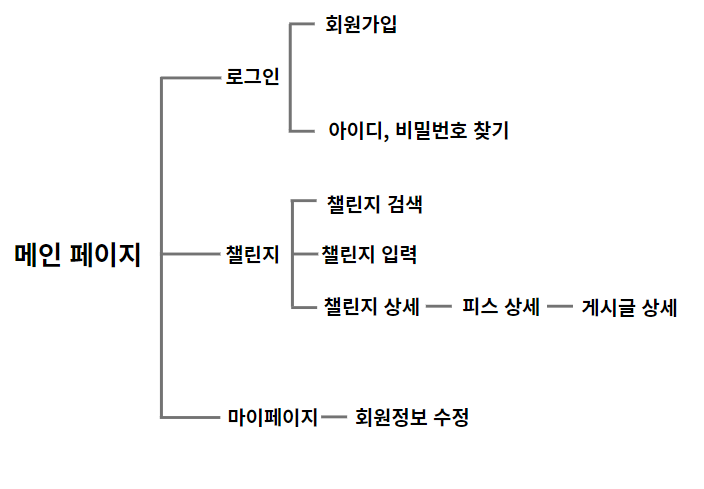 회원가입
로그인
아이디, 비밀번호 찾기
챌린지 검색
메인 페이지
챌린지
챌린지 입력
챌린지 상세
피스 상세
게시글 상세
마이페이지
회원정보 수정